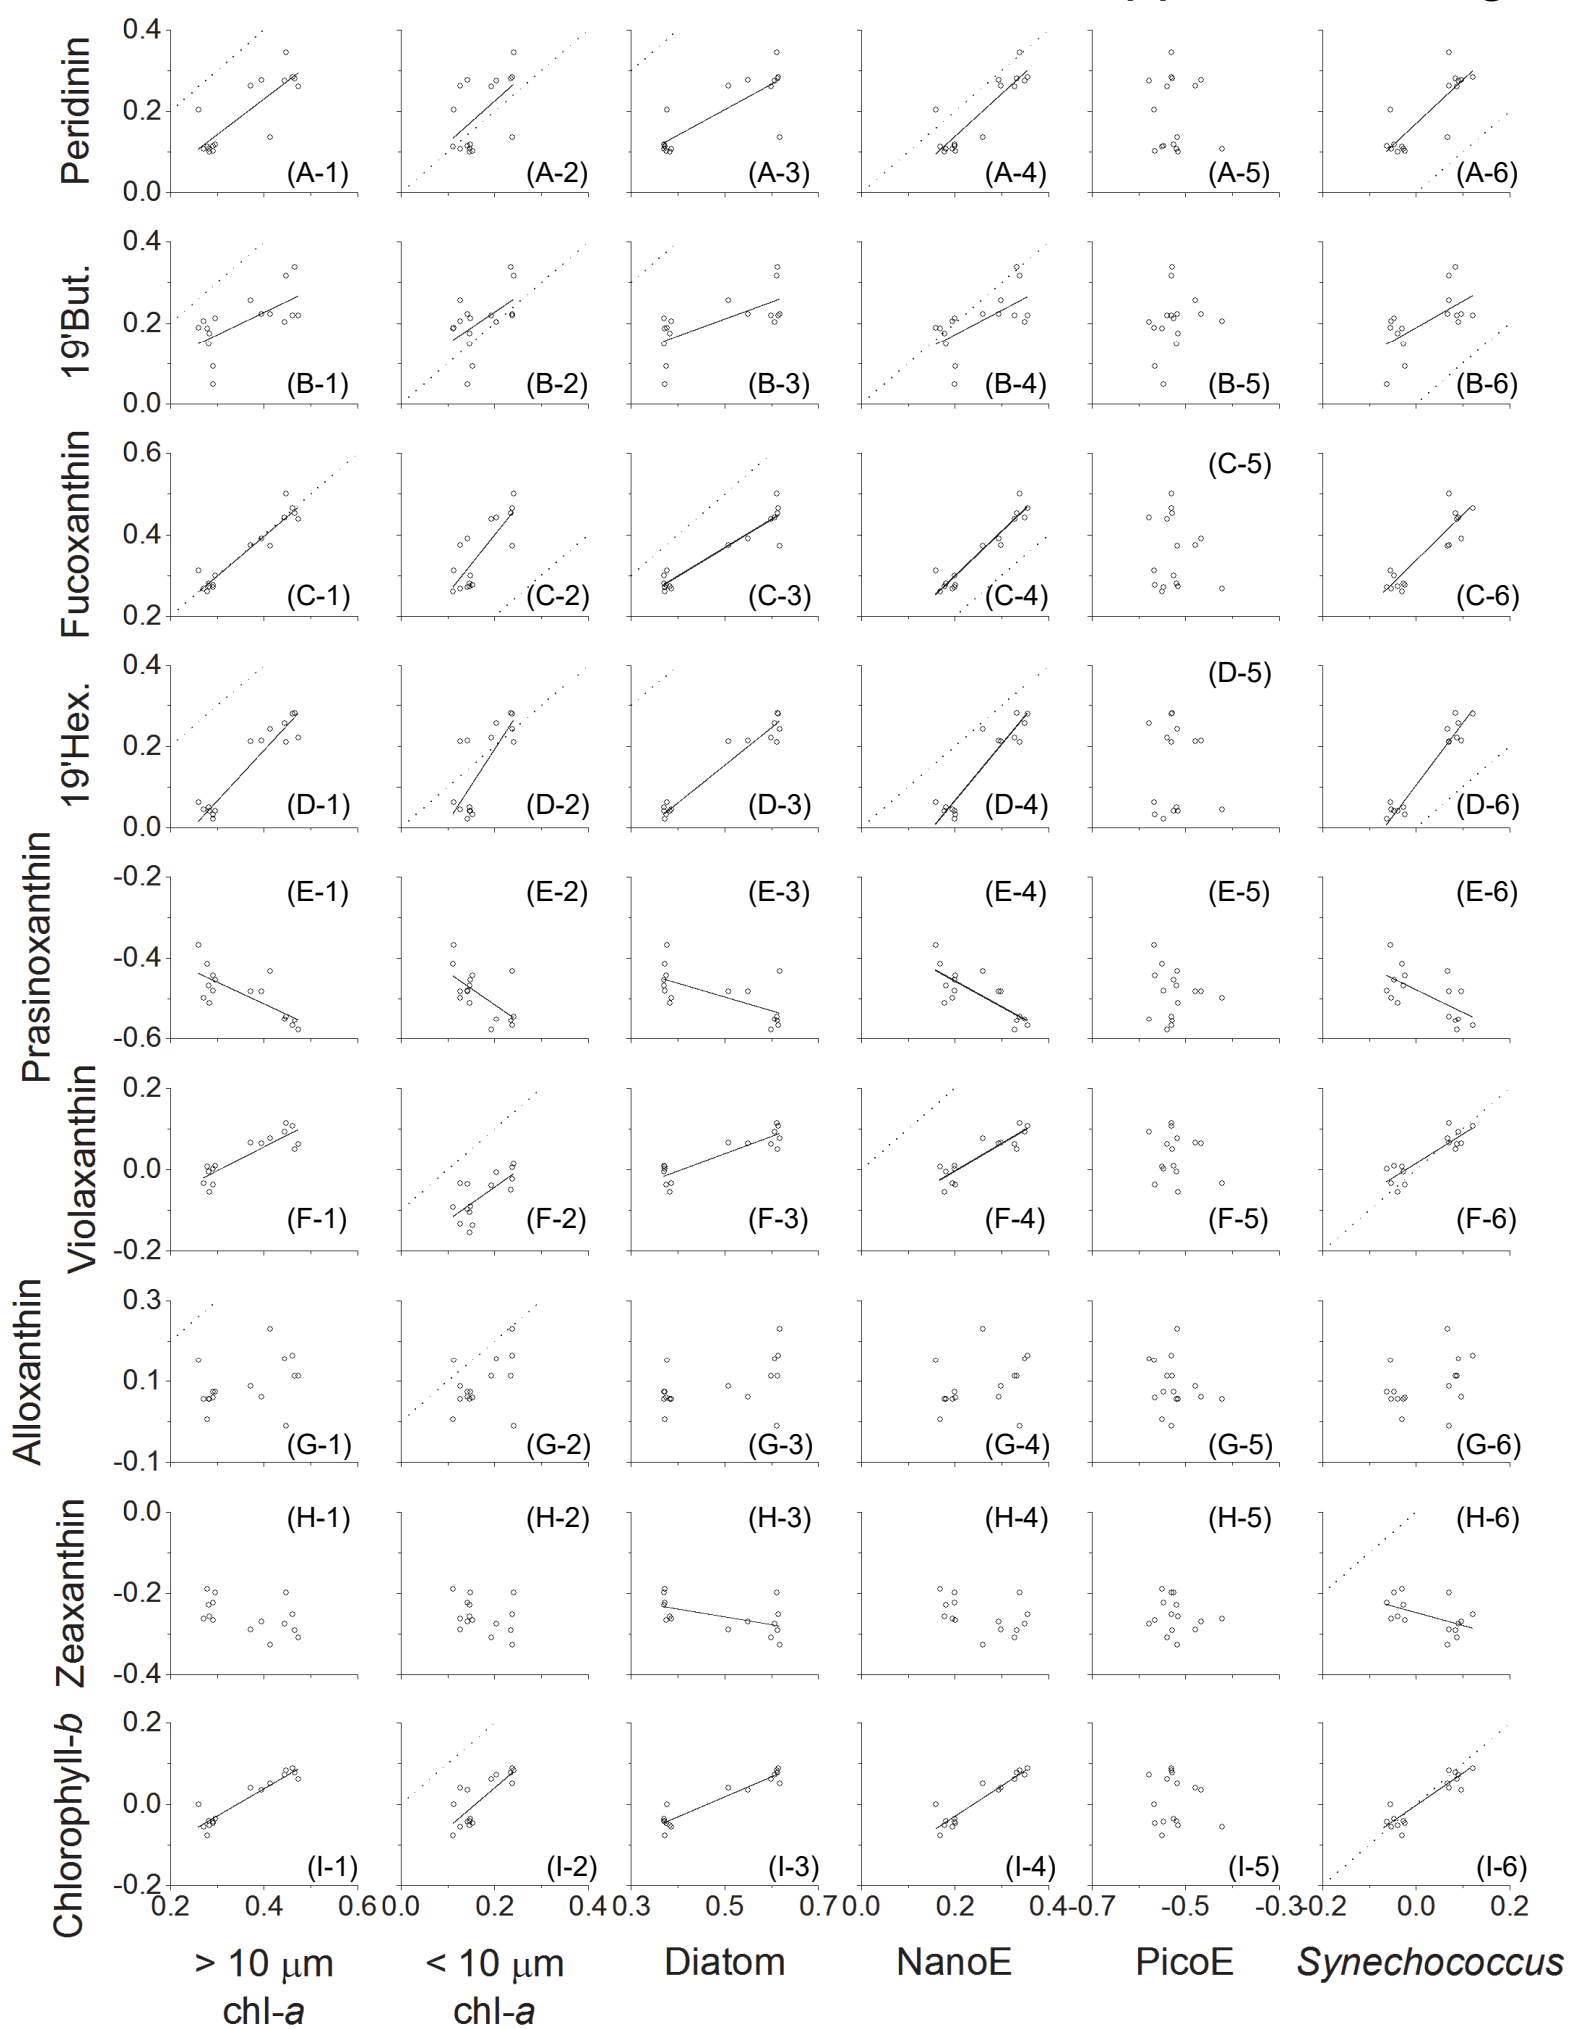 Peridinin
0.4
0.2
0.0
(A-1)
(A-2)
(A-3)
(A-4)
(A-5)
(A-6)
19'But.
0.4
0.2
0.0
(B-1)
(B-2)
(B-3)
(B-4)
(B-5)
(B-6)
Fucoxanthin
0.6
0.4
0.2
(C-1)
(C-2)
(C-3)
(C-4)
(C-5)
(C-6)
19'Hex.
0.4
0.2
0.0
(D-1)
(D-2)
(D-3)
(D-4)
(D-5)
(D-6)
Prasinoxanthin
-0.2
-0.4
-0.6
(E-1)
(E-2)
(E-3)
(E-4)
(E-5)
(E-6)
Violaxanthin
0.2
0.0
-0.2
(F-1)
(F-2)
(F-3)
(F-4)
(F-5)
(F-6)
Alloxanthin
0.3
0.1
-0.1
(G-1)
(G-2)
(G-3)
(G-4)
(G-5)
(G-6)
Zeaxanthin
0.0
-0.2
-0.4
(H-1)
(H-2)
(H-3)
(H-4)
(H-5)
(H-6)
Chlorophyll-b
0.2
0.0
-0.2
(I-1)
(I-2)
(I-3)
(I-4)
(I-5)
(I-6)
0.2 0.4 0.6 0.0 0.2 0.4 0.3 0.5 0.7 0.0 0.2 0.4 -0.7 -0.5 -0.3 -0.2 0.0 0.2
> 10 μm
chl-a
< 10 μm
chl-a
Diatom
NanoE
PicoE
Synechococcus